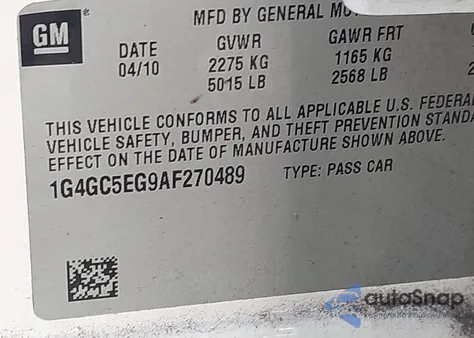 GM
MFD BY GENERAL
DATE GVWR GAWR FRT
04/10 2275 KG 1165 KG
5015 LB 2568 LB
THIS VEHICLE CONFORMS TO ALL APPLICABLE U.S. FEDERA
VEHICLE SAFETY, BUMPER, AND THEFT PREVENTION STANDA
EFFECT ON THE DATE OF MANUFACTURE SHOWN ABOVE.
1G4GC5EG9AF270489 TYPE: PASS CAR
autoSnap